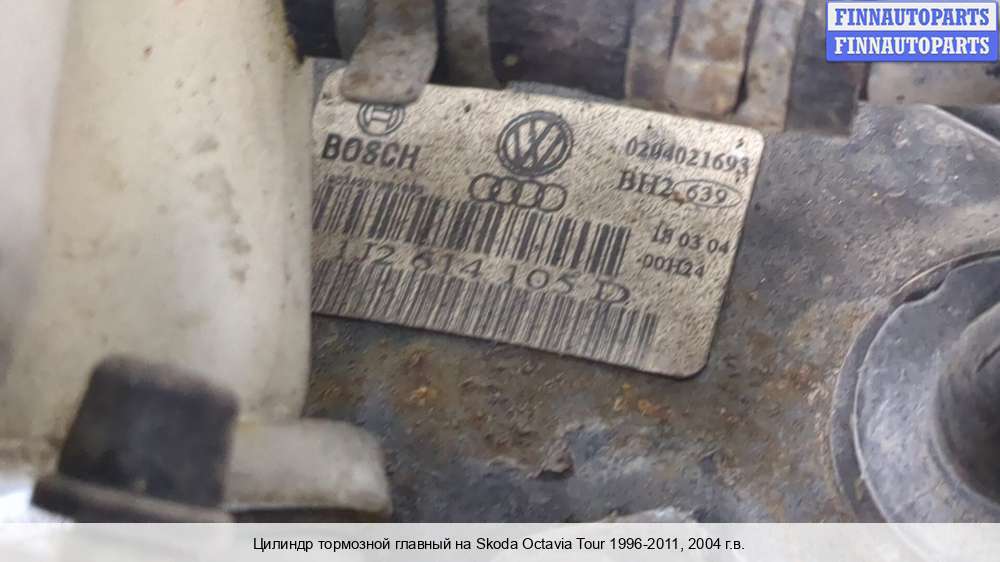 FINNAUTOPARTS
FINNAUTOPARTS
BOSCH
0204021693
BH2 639
18 03 04
-00H24
1J2 614 105 D
Цилиндр тормозной главный на Skoda Octavia Tour 1996-2011, 2004 г.в.